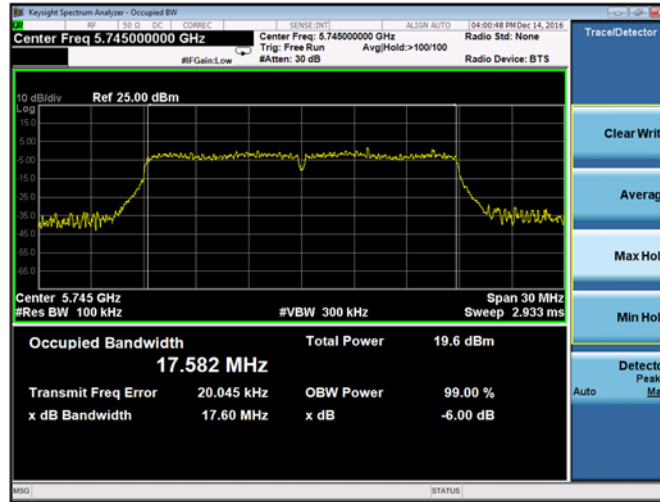 Keysight Spectrum Analyzer - Occupied BW
RF 50 Ω DC CORREC SENSE:INT ALIGN AUTO 04:00:48 PM Dec 14, 2016
Center Freq 5.745000000 GHz Center Freq: 5.745000000 GHz Radio Std: None
Trig: Free Run Avg|Hold:>100/100
#IFGain:Low #Atten: 30 dB Radio Device: BTS
Trace/Detector
10 dB/div Ref 25.00 dBm
Log
15.0
5.00
-5.00
-15.0
-25.0
-35.0
-45.0
-55.0
-65.0
Center 5.745 GHz Span 30 MHz
#Res BW 100 kHz #VBW 300 kHz Sweep 2.933 ms
Occupied Bandwidth Total Power 19.6 dBm
17.582 MHz
Transmit Freq Error 20.045 kHz OBW Power 99.00 %
x dB Bandwidth 17.60 MHz x dB -6.00 dB
Clear Writ
Averag
Max Hol
Min Hol
Detecto
Peak
Auto Ma
MSG STATUS